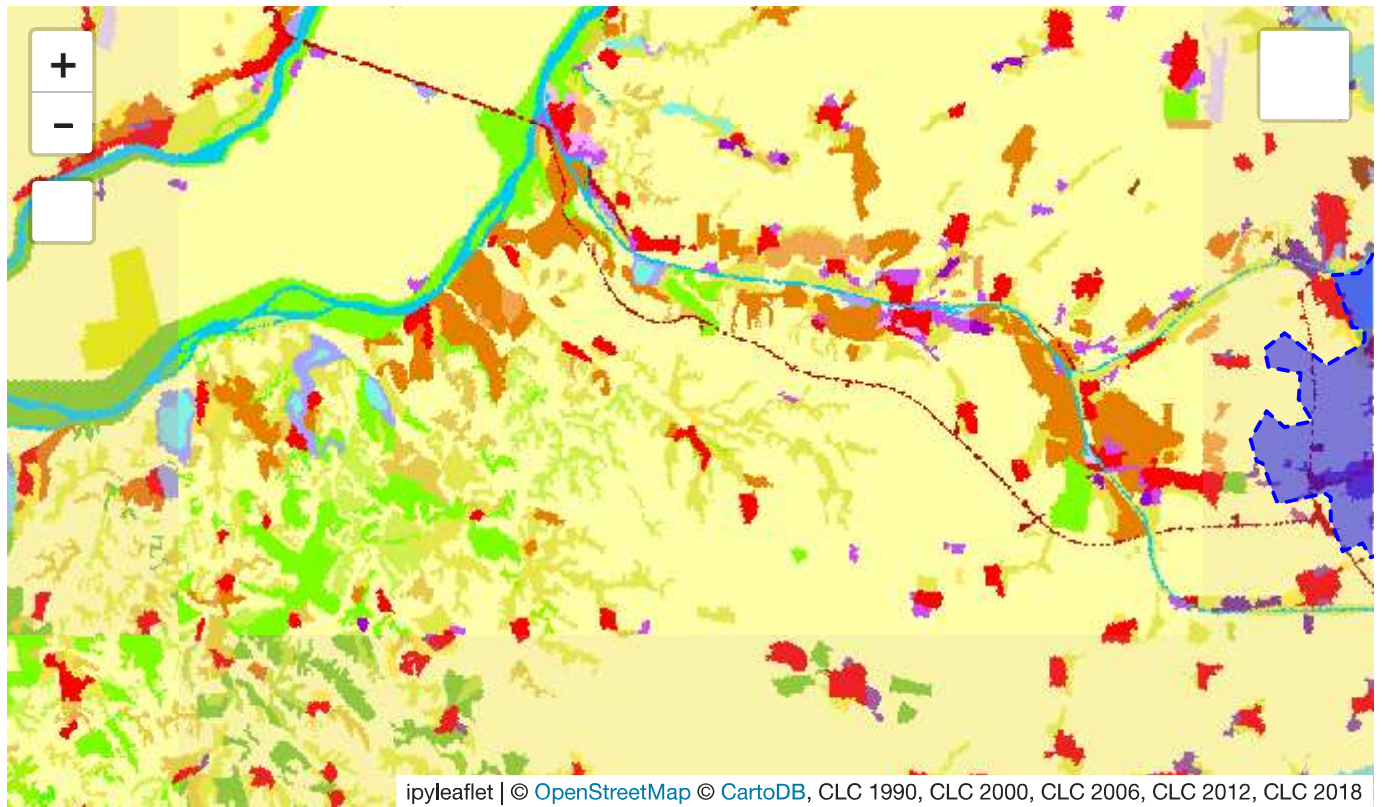 +
−
ipyleaflet | © OpenStreetMap © CartoDB, CLC 1990, CLC 2000, CLC 2006, CLC 2012, CLC 2018